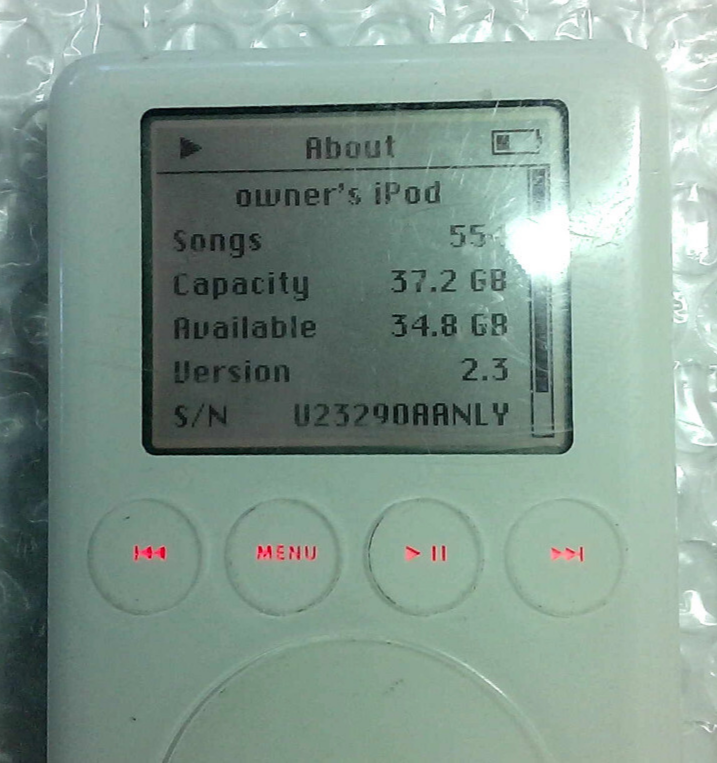 About
owner's iPod
Songs
Capacity 37.2 GB
Available 34.8 GB
Version 2.3
S/N U23290AANLY
MENU